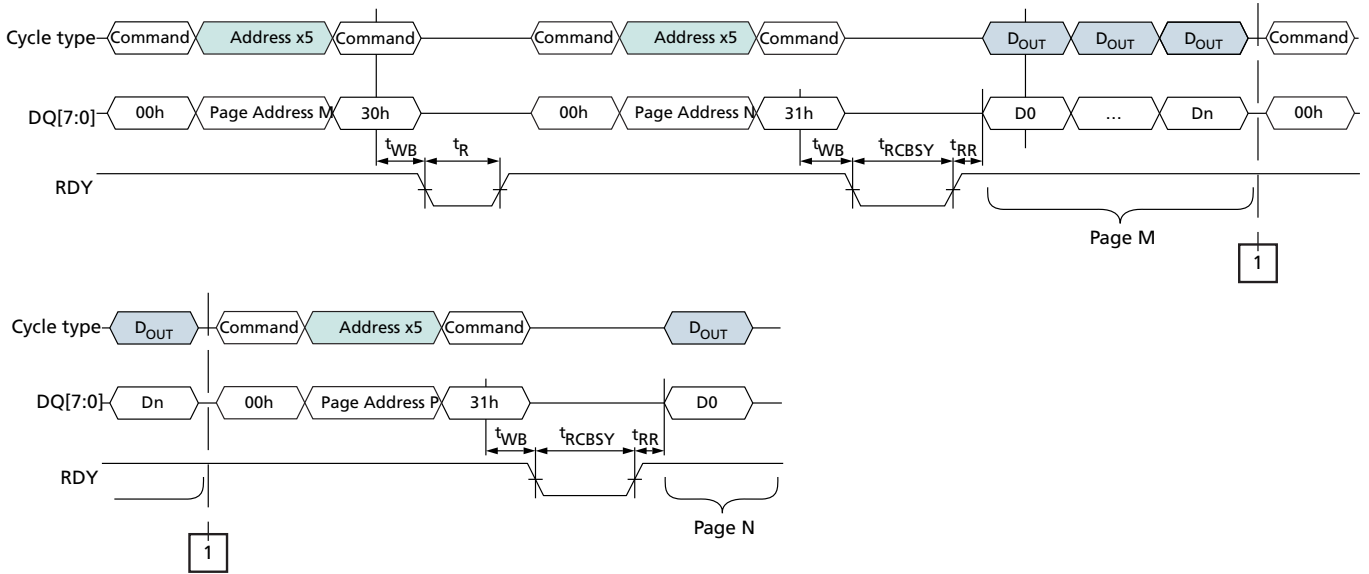 Cycle type Command Address x5 Command Command Address x5 Command DOUT DOUT DOUT Command
DQ[7:0] 00h Page Address M 30h 00h Page Address N 31h D0 … Dn 00h
tWB tR tWB tRCBSY tRR
RDY
Page M
1
Cycle type DOUT Command Address x5 Command DOUT
DQ[7:0] Dn 00h Page Address P 31h D0
tWB tRCBSY tRR
RDY
Page N
1